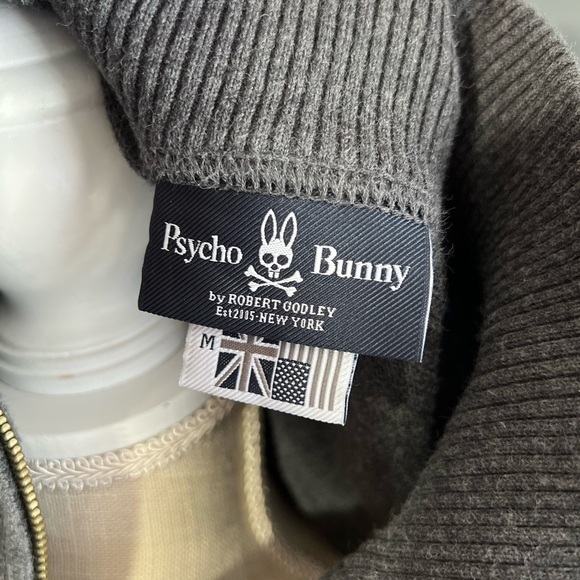 Psycho Bunny
by ROBERT GODLEY
Est2005·NEW YORK
M